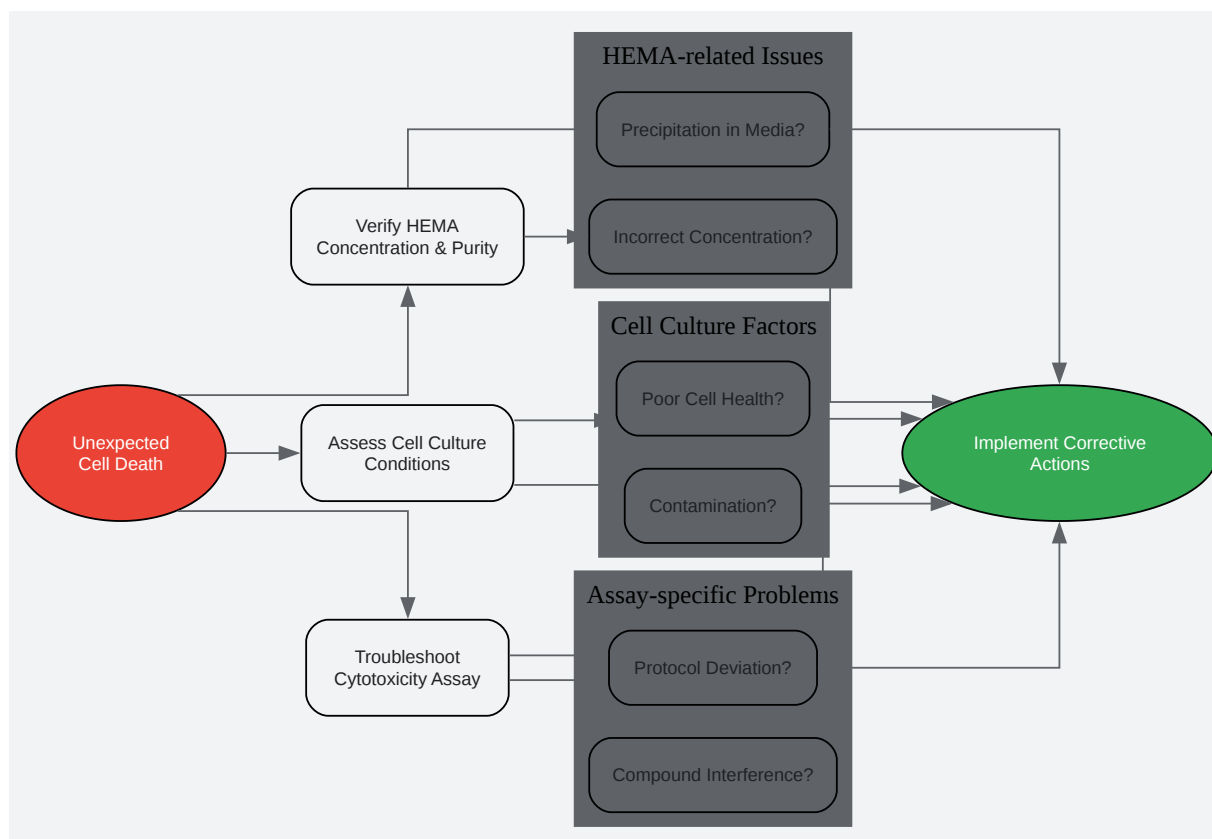 HEMA-related Issues
Precipitation in Media?
Incorrect Concentration?
Verify HEMA
Concentration & Purity
Cell Culture Factors
Poor Cell Health?
Contamination?
Unexpected
Cell Death
Assess Cell Culture
Conditions
Implement Corrective
Actions
Assay-specific Problems
Protocol Deviation?
Compound Interference?
Troubleshoot
Cytotoxicity Assay